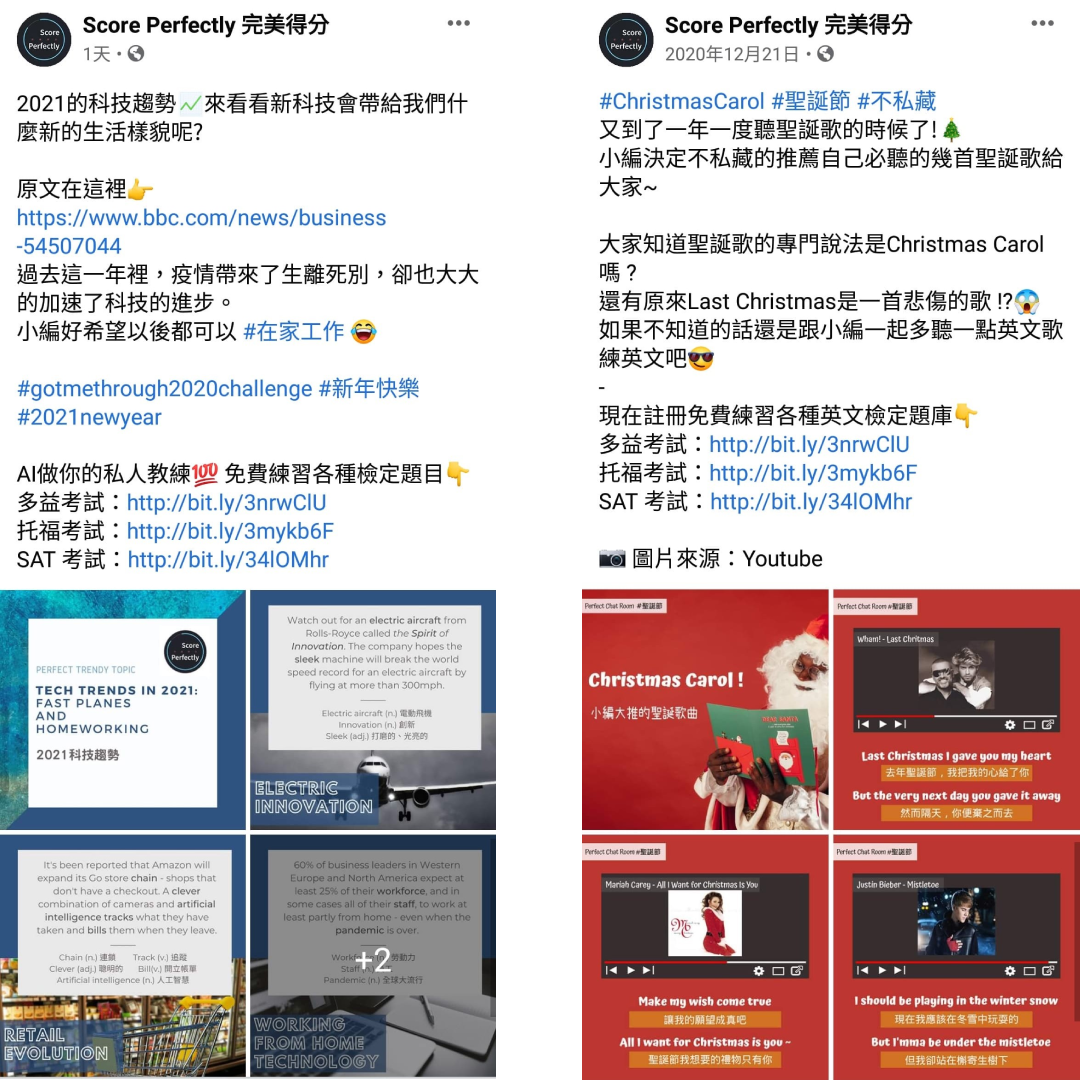 Score Perfectly 完美得分
1天
2021的科技趨勢📈來看看新科技會帶給我們什
麼新的生活樣貌呢?
原文在這裡👉
https://www.bbc.com/news/business
-54507044
過去這一年裡，疫情帶來了生離死別，卻也大大
的加速了科技的進步。
小編好希望以後都可以 #在家工作 😂
#gotmethrough2020challenge #新年快樂
#2021newyear
AI做你的私人教練💯 免費練習各種檢定題目👇
多益考試：http://bit.ly/3nrwClU
托福考試：http://bit.ly/3mykb6F
SAT 考試：http://bit.ly/34lOMhr
Score
Perfectly
PERFECT TRENDY TOPIC
TECH TRENDS IN 2021:
FAST PLANES
AND
HOMEWORKING
2021科技趨勢
Watch out for an electric aircraft from
Rolls-Royce called the Spirit of
Innovation. The company hopes the
sleek machine will break the world
speed record for an electric aircraft by
flying at more than 300mph.
Electric aircraft (n.) 電動飛機
Innovation (n.) 創新
Sleek (adj.) 打磨的、光亮的
ELECTRIC
INNOVATION
It's been reported that Amazon will
expand its Go store chain - shops that
don't have a checkout. A clever
combination of cameras and artificial
intelligence tracks what they have
taken and bills them when they leave.
Chain (n.) 連鎖 Track (v.) 追蹤
Clever (adj.) 聰明的 Bill(v.) 開立帳單
Artificial intelligence (n.) 人工智慧
RETAIL
EVOLUTION
60% of business leaders in Western
Europe and North America expect at
least 25% of their workforce, and in
some cases all of their staff, to work at
least partly from home - even when the
pandemic is over.
+2
勞動力
Pandemic (n.) 全球大流行
WORKING
FROM HOME
TECHNOLOGY
Score Perfectly 完美得分
2020年12月21日
#ChristmasCarol #聖誕節 #不私藏
又到了一年一度聽聖誕歌的時候了!🎄
小編決定不私藏的推薦自己必聽的幾首聖誕歌給
大家~
大家知道聖誕歌的專門說法是Christmas Carol
嗎？
還有原來Last Christmas是一首悲傷的歌 !?😱
如果不知道的話還是跟小編一起多聽一點英文歌
練英文吧😎
-
現在註冊免費練習各種英文檢定題庫👇
多益考試：http://bit.ly/3nrwClU
托福考試：http://bit.ly/3mykb6F
SAT 考試：http://bit.ly/34lOMhr
📷 圖片來源：Youtube
Perfect Chat Room #聖誕節
Christmas Carol !
小編大推的聖誕歌曲
Perfect Chat Room #聖誕節
Wham! - Last Chritmas
Last Christmas I gave you my heart
去年聖誕節，我把我的心給了你
But the very next day you gave it away
然而隔天，你便棄之而去
Perfect Chat Room #聖誕節
Mariah Carey - All I Want for Christmas Is You
Make my wish come true
讓我的願望成真吧
All I want for Christmas is you ~
聖誕節我想要的禮物只有你
Perfect Chat Room #聖誕節
Justin Bieber - Mistletoe
I should be playing in the winter snow
現在我應該在冬雪中玩耍的
But I'mma be under the mistletoe
但我卻站在槲寄生樹下